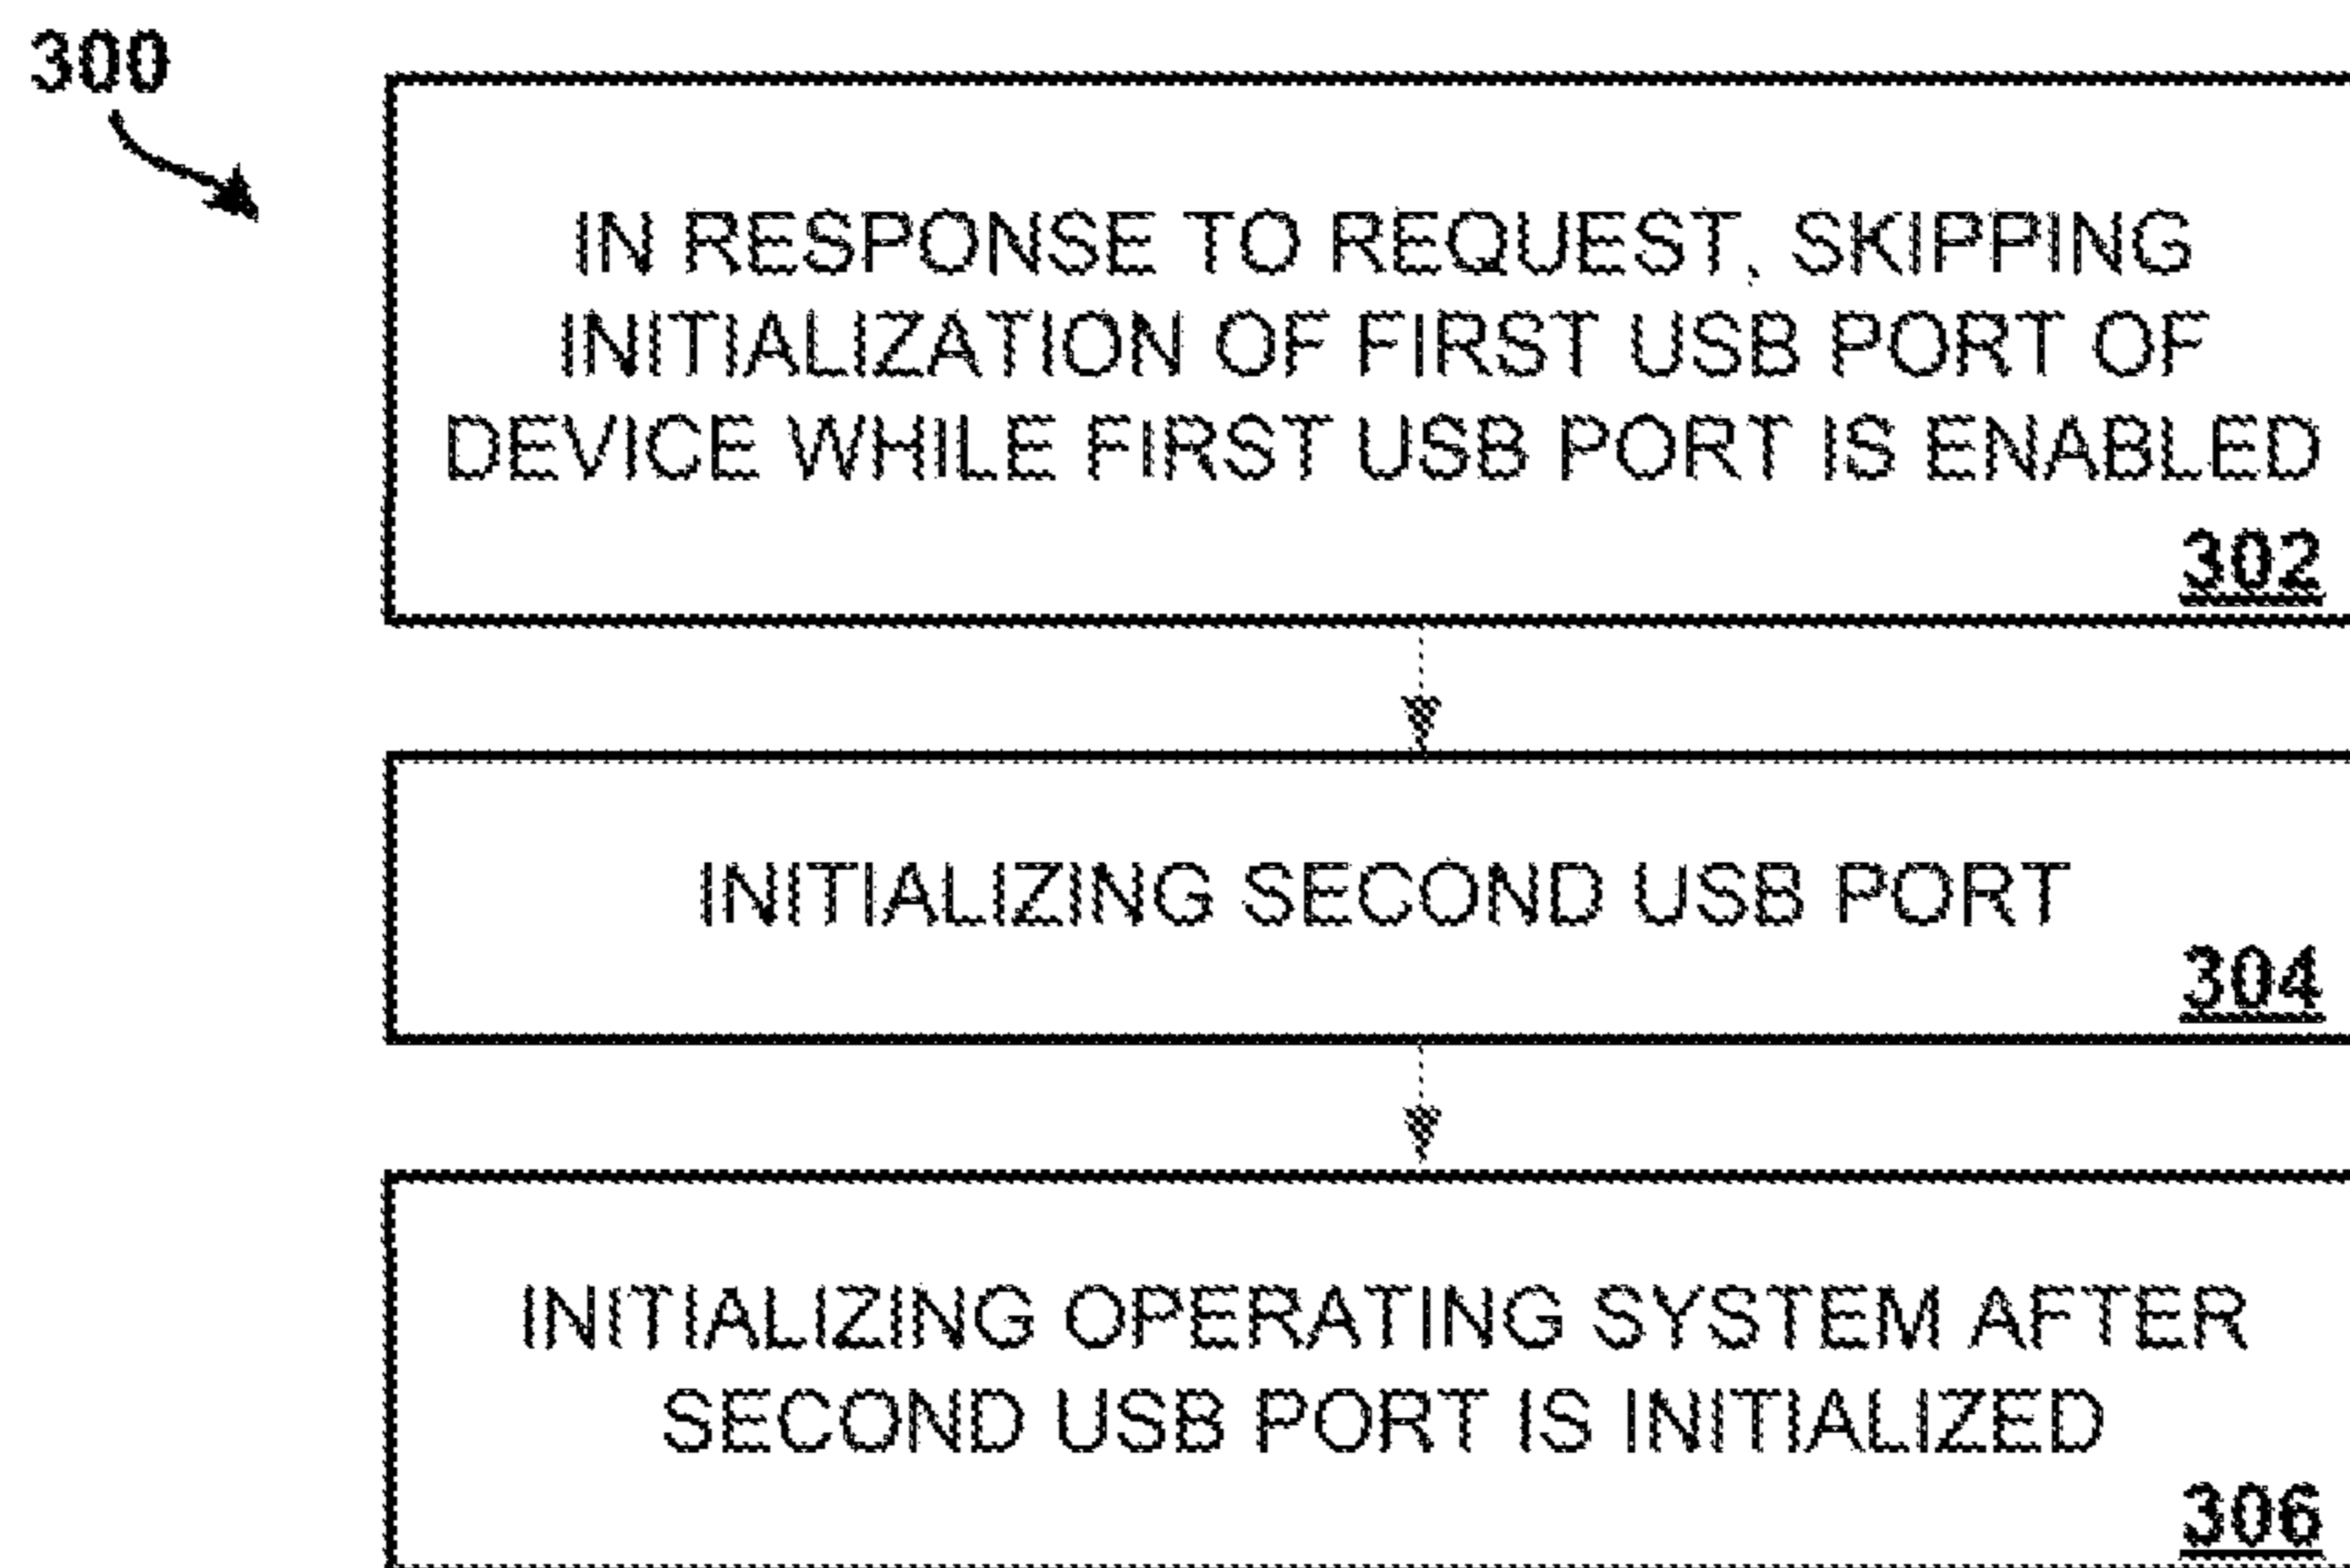 300
IN RESPONSE TO REQUEST, SKIPPING
INITIALIZATION OF FIRST USB PORT OF
DEVICE WHILE FIRST USB PORT IS ENABLED
302
INITIALIZING SECOND USB PORT
304
INITIALIZING OPERATING SYSTEM AFTER
SECOND USB PORT IS INITIALIZED
306